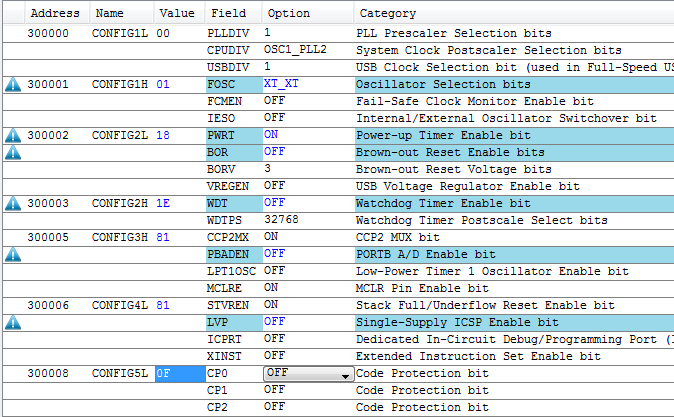 Address Name Value Field Option Category
300000 CONFIG1L 00 PLLDIV 1 PLL Prescaler Selection bits
CPUDIV OSC1_PLL2 System Clock Postscaler Selection bits
USBDIV 1 USB Clock Selection bit (used in Full-Speed US
300001 CONFIG1H 01 FOSC XT_XT Oscillator Selection bits
FCMEN OFF Fail-Safe Clock Monitor Enable bit
IESO OFF Internal/External Oscillator Switchover bit
300002 CONFIG2L 18 PWRT ON Power-up Timer Enable bit
BOR OFF Brown-out Reset Enable bits
BORV 3 Brown-out Reset Voltage bits
VREGEN OFF USB Voltage Regulator Enable bit
300003 CONFIG2H 1E WDT OFF Watchdog Timer Enable bit
WDTPS 32768 Watchdog Timer Postscale Select bits
300005 CONFIG3H 81 CCP2MX ON CCP2 MUX bit
PBADEN OFF PORTB A/D Enable bit
LPT1OSC OFF Low-Power Timer 1 Oscillator Enable bit
MCLRE ON MCLR Pin Enable bit
300006 CONFIG4L 81 STVREN ON Stack Full/Underflow Reset Enable bit
LVP OFF Single-Supply ICSP Enable bit
ICPRT OFF Dedicated In-Circuit Debug/Programming Port (I
XINST OFF Extended Instruction Set Enable bit
300008 CONFIG5L 0F CP0 OFF Code Protection bit
CP1 OFF Code Protection bit
CP2 OFF Code Protection bit